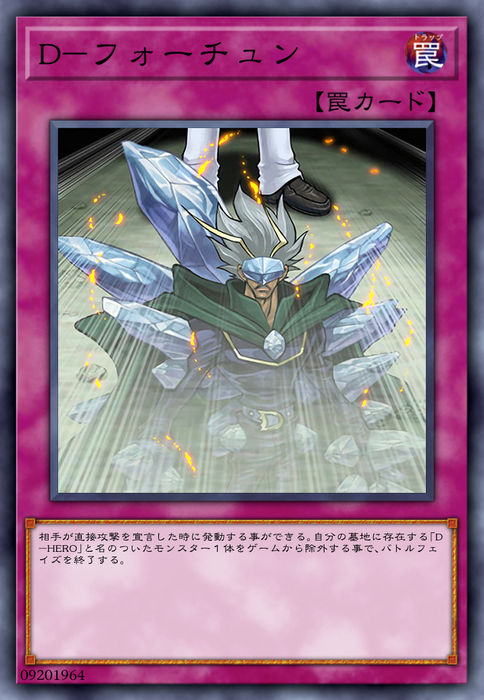 D－フォーチュン
トラップ
罠
【罠カード】
D
相手が直接攻撃を宣言した時に発動する事ができる。自分の墓地に存在する「D
－HERO」と名のついたモンスター１体をゲームから除外する事で、バトルフェ
イズを終了する。
09201964